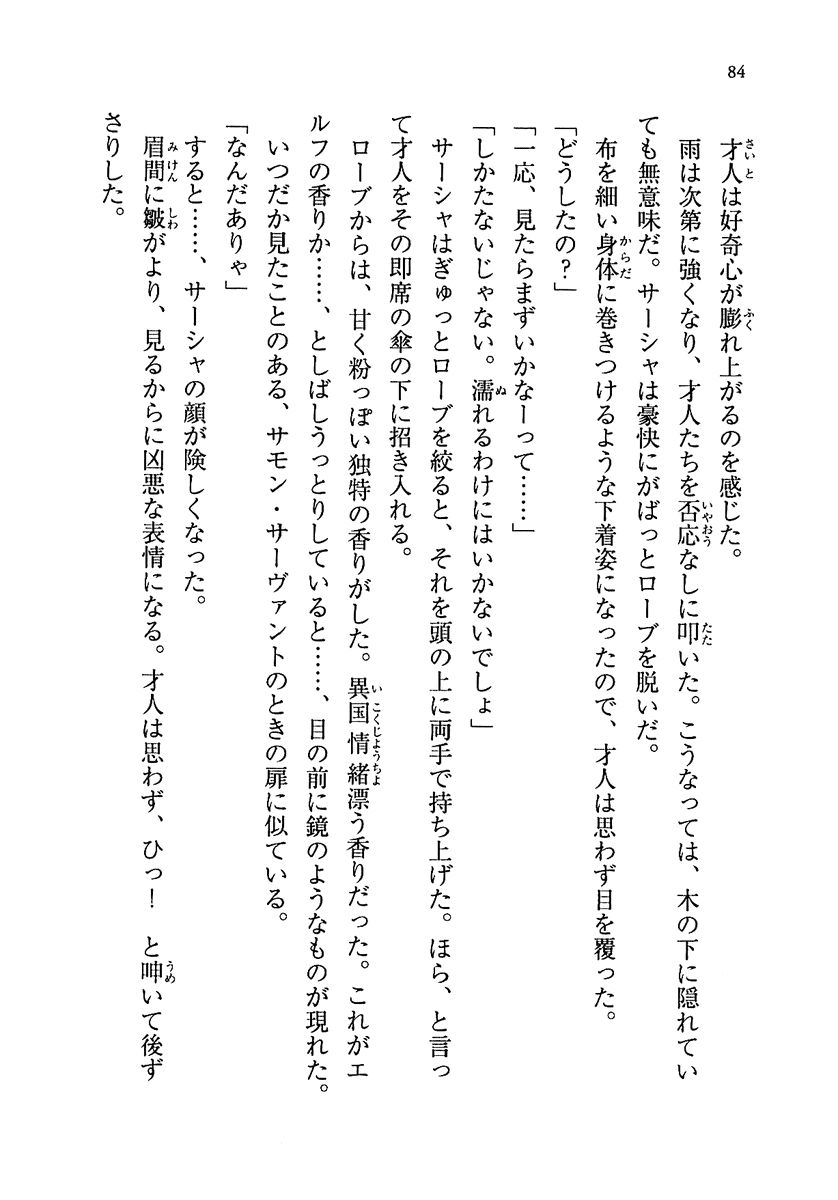 84
才人は好奇心が膨れ上がるのを感じた。
雨は次第に強くなり、才人たちを否応なしに叩いた。こうなっては、木の下に隠れてい
ても無意味だ。サーシャは豪快にがばっとローブを脱いだ。
布を細い身体に巻きつけるような下着姿になったので、才人は思わず目を覆った。
「どうしたの？」
「一応、見たらまずいかなーって……」
「しかたないじゃない。濡れるわけにはいかないでしょ」
サーシャはぎゅっとローブを絞ると、それを頭の上に両手で持ち上げた。ほら、と言っ
て才人をその即席の傘の下に招き入れる。
ローブからは、甘く粉っぽい独特の香りがした。異国情緒漂う香りだった。これがエ
ルフの香りか……、としばしうっとりしていると……、目の前に鏡のようなものが現れた。
いつだか見たことのある、サモン・サーヴァントのときの扉に似ている。
「なんだありゃ」
すると……、サーシャの顔が険しくなった。
眉間に皺がより、見るからに凶悪な表情になる。才人は思わず、ひっ！　と呻いて後ず
さりした。